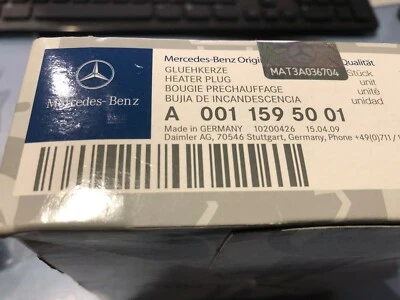 Mercedes-Benz Origin
Qualität
MAT3A036704
GLUEHKERZE
Stück
HEATER PLUG
unit
BOUGIE PRECHAUFFAGE
unité
BUJIA DE INCANDESCENCIA
unidad
Mercedes-Benz
A 001 159 50 01
Made in GERMANY 10200426 15.04.09
Daimler AG, 70546 Stuttgart, Germany, Phone +49(0)711/1